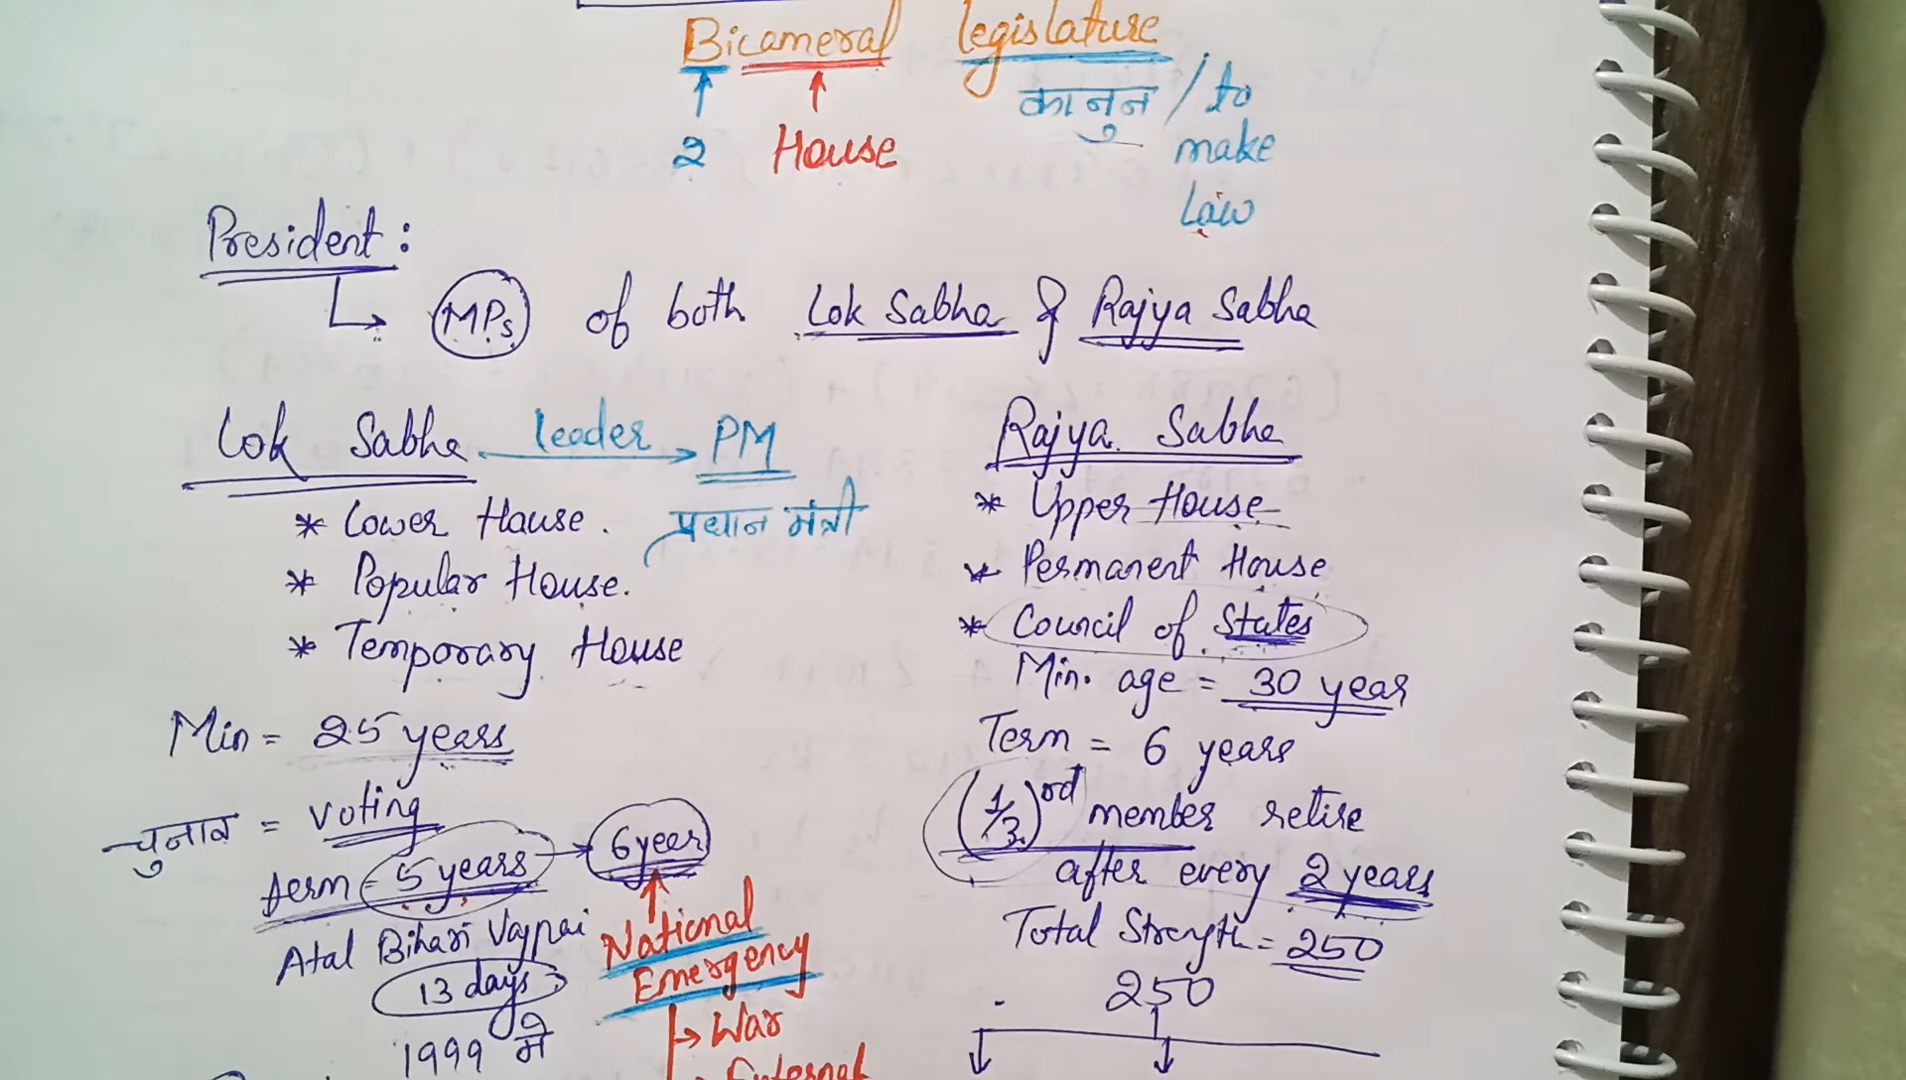 Bicameral legislature
2 House
कानुन / to make Law
President:
MPs of both Lok Sabha & Rajya Sabha
Lok Sabha leader PM
प्रधान मंत्री
* Lower House.
* Popular House.
* Temporary House
Min = 25 years
चुनाव = voting
term = 5 years 6 year
Atal Bihari Vajpai
13 days
1999 में
National
Emergency
War
External
Rajya Sabha
* Upper House
* Permanent House
* Council of States
Min. age = 30 year
Term = 6 years
(1/3)rd member retire
after every 2 years
Total Strength = 250
250